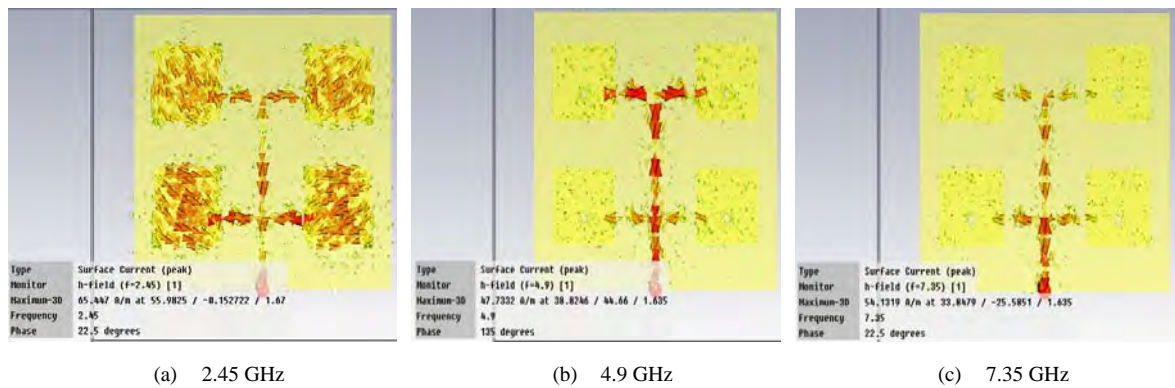 Type Surface Current (peak)
Monitor h-field (f=2.45) [1]
Maximum-3D 65.447 A/m at 55.9825 / -0.152722 / 1.67
Frequency 2.45
Phase 22.5 degrees
(a) 2.45 GHz
Type Surface Current (peak)
Monitor h-field (f=4.9) [1]
Maximum-3D 47.7332 A/m at 38.8246 / 44.66 / 1.635
Frequency 4.9
Phase 135 degrees
(b) 4.9 GHz
Type Surface Current (peak)
Monitor h-field (f=7.35) [1]
Maximum-3D 54.1319 A/m at 33.8479 / -25.5851 / 1.635
Frequency 7.35
Phase 22.5 degrees
(c) 7.35 GHz